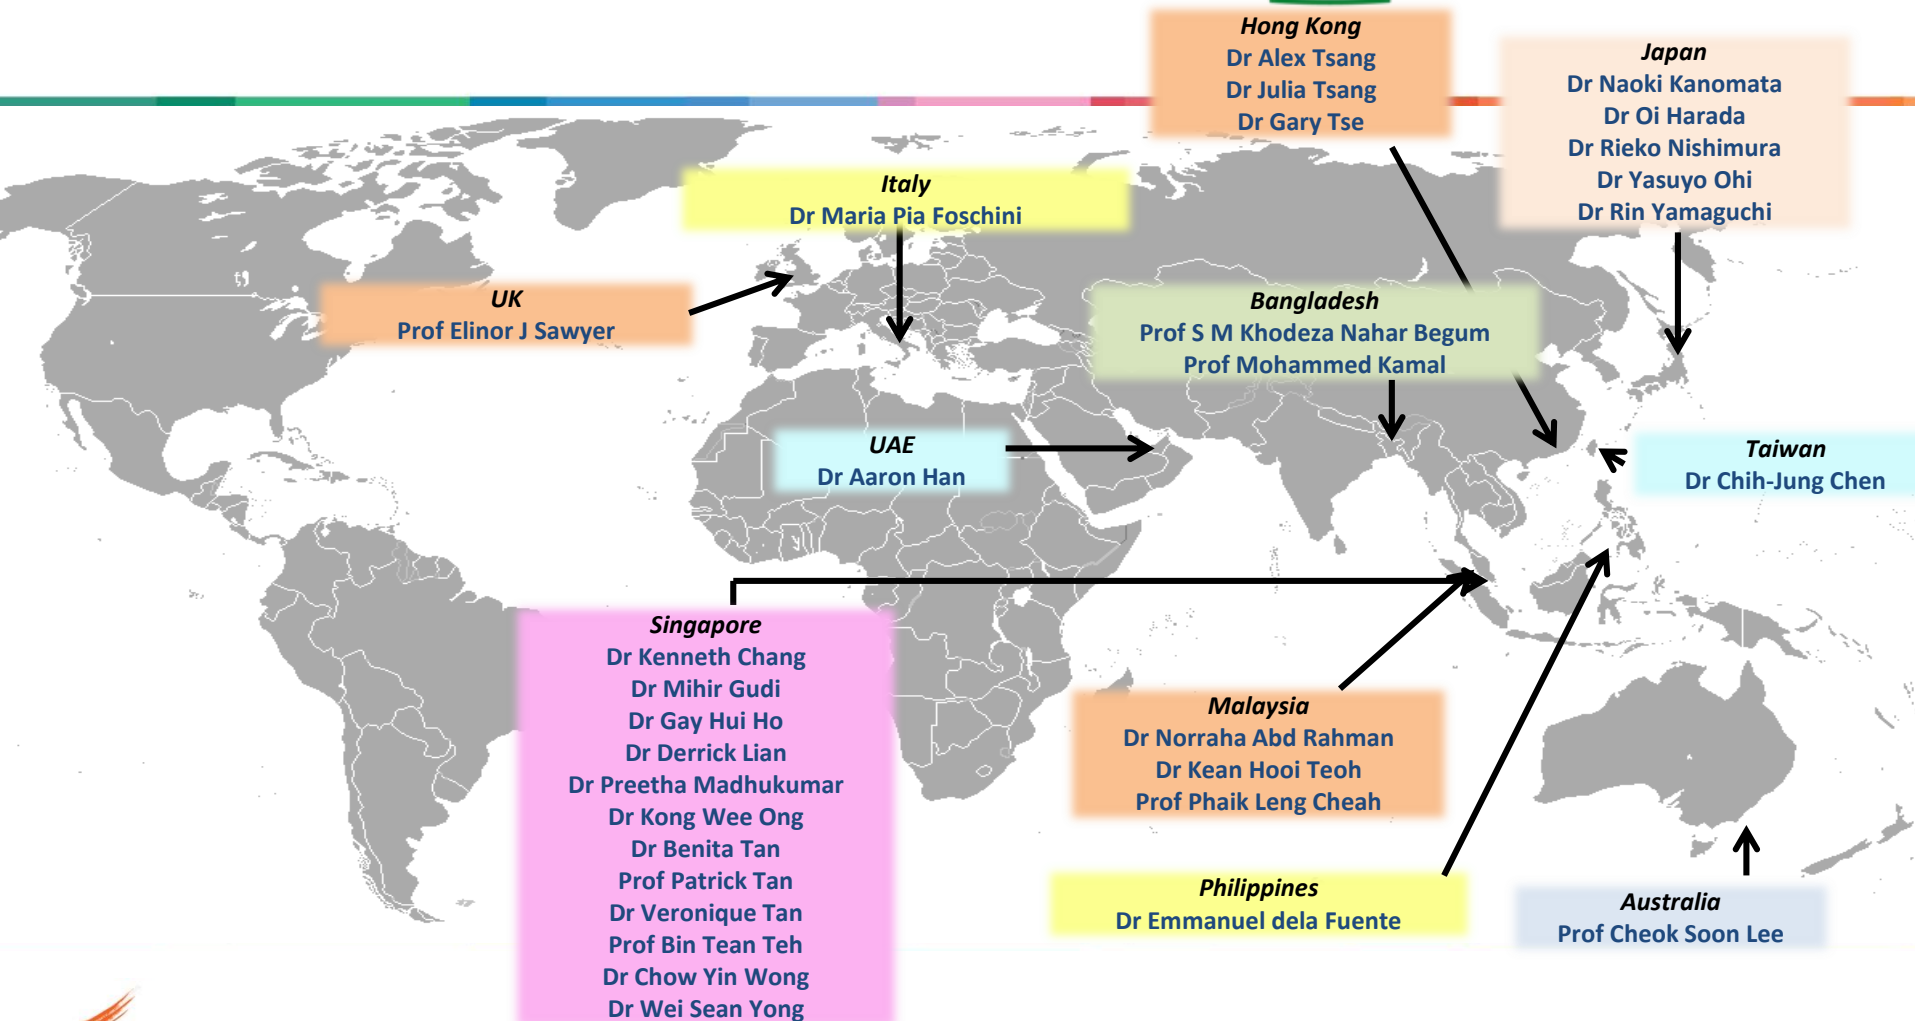 Hong Kong
Dr Alex Tsang
Dr Julia Tsang
Dr Gary Tse
Japan
Dr Naoki Kanomata
Dr Oi Harada
Dr Rieko Nishimura
Dr Yasuyo Ohi
Dr Rin Yamaguchi
Italy
Dr Maria Pia Foschini
UK
Prof Elinor J Sawyer
Bangladesh
Prof S M Khodeza Nahar Begum
Prof Mohammed Kamal
UAE
Dr Aaron Han
Taiwan
Dr Chih-Jung Chen
Singapore
Dr Kenneth Chang
Dr Mihir Gudi
Dr Gay Hui Ho
Dr Derrick Lian
Dr Preetha Madhukumar
Dr Kong Wee Ong
Dr Benita Tan
Prof Patrick Tan
Dr Veronique Tan
Prof Bin Tean Teh
Dr Chow Yin Wong
Dr Wei Sean Yong
Malaysia
Dr Norraha Abd Rahman
Dr Kean Hooi Teoh
Prof Phaik Leng Cheah
Philippines
Dr Emmanuel dela Fuente
Australia
Prof Cheok Soon Lee